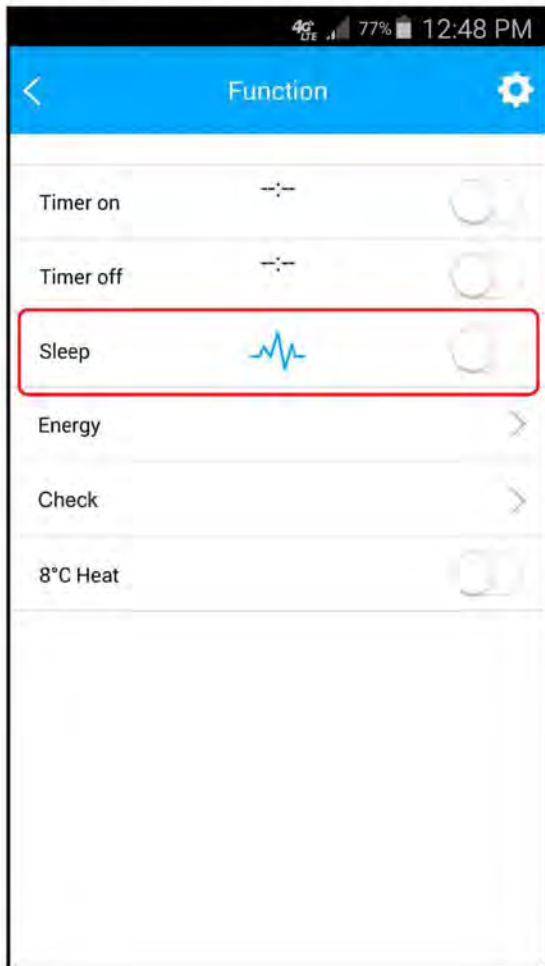 4G LTE 77% 12:48 PM
Function
Timer on --:--
Timer off --:--
Sleep
Energy
Check
8°C Heat